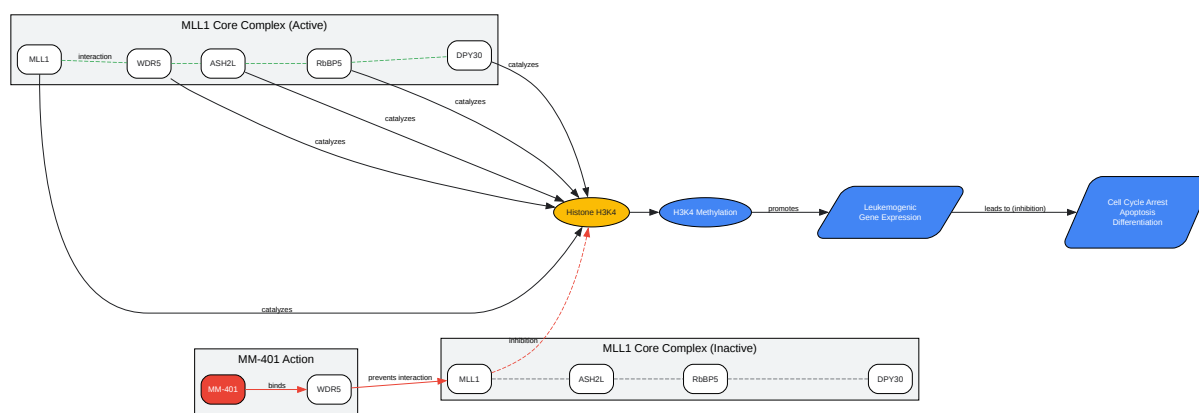 MLL1 Core Complex (Active)
MLL1
interaction
WDR5
ASH2L
RbBP5
DPY30
catalyzes
catalyzes
catalyzes
catalyzes
catalyzes
Histone H3K4
H3K4 Methylation
promotes
Leukemogenic
Gene Expression
leads to (inhibition)
Cell Cycle Arrest
Apoptosis
Differentiation
inhibition
MM-401 Action
MM-401
binds
WDR5
prevents interaction
MLL1 Core Complex (Inactive)
MLL1
ASH2L
RbBP5
DPY30